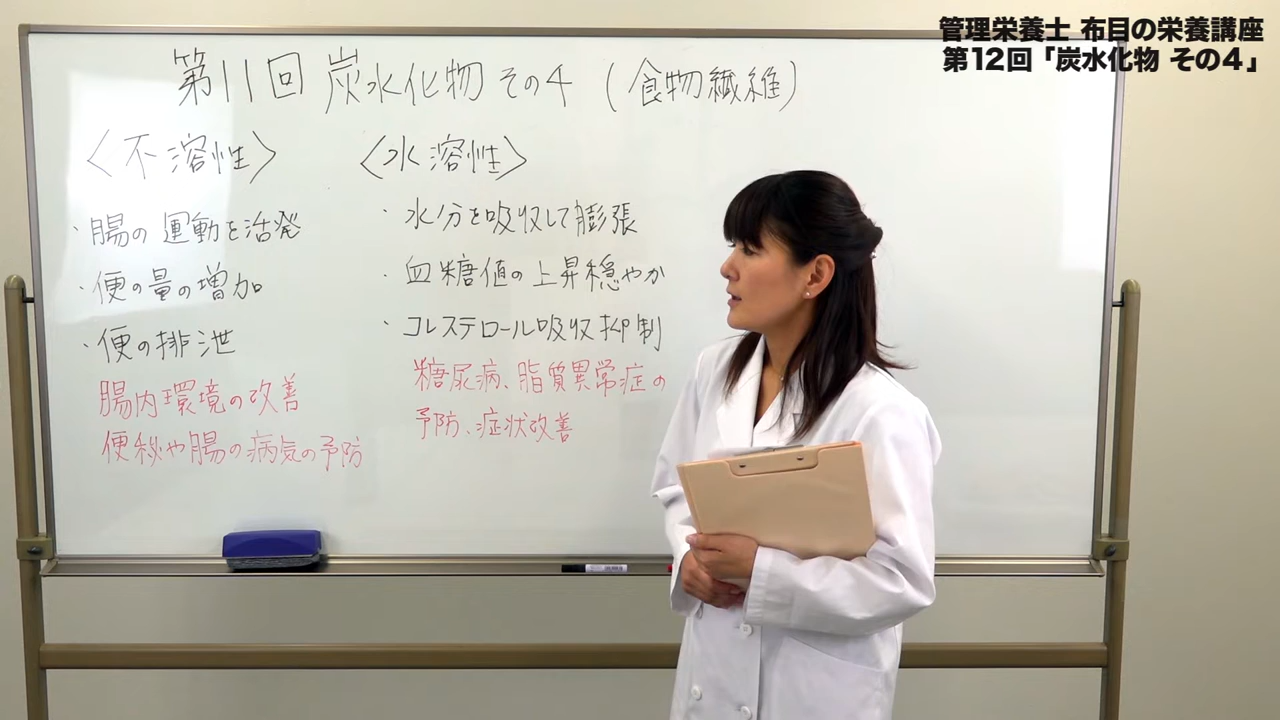 管理栄養士 布目の栄養講座
第12回「炭水化物 その4」
第11回 炭水化物 その4 (食物繊維)
〈不溶性〉
・腸の運動を活発
・便の量の増加
・便の排泄
腸内環境の改善
便秘や腸の病気の予防
〈水溶性〉
・水分を吸収して膨張
・血糖値の上昇穏やか
・コレステロール吸収抑制
糖尿病、脂質異常症の
予防、症状改善